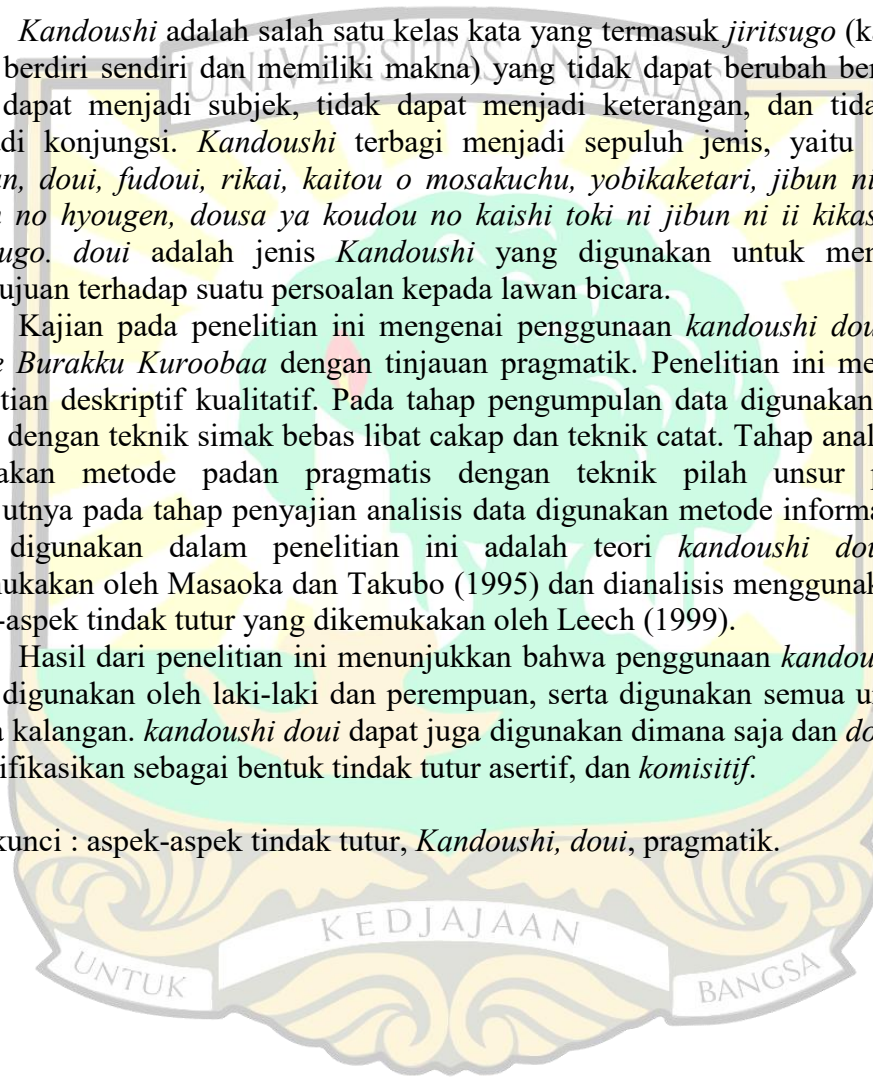 Kandoushi adalah salah satu kelas kata yang termasuk jiritsugo (ka
berdiri sendiri dan memiliki makna) yang tidak dapat berubah ber
dapat menjadi subjek, tidak dapat menjadi keterangan, dan tida
di konjungsi. Kandoushi terbagi menjadi sepuluh jenis, yaitu
n, doui, fudoui, rikai, kaitou o mosakuchu, yobikaketari, jibun ni
no hyougen, dousa ya koudou no kaishi toki ni jibun ni ii kikas
ugo. doui adalah jenis Kandoushi yang digunakan untuk men
ujuan terhadap suatu persoalan kepada lawan bicara.
Kajian pada penelitian ini mengenai penggunaan kandoushi dou
e Burakku Kuroobaa dengan tinjauan pragmatik. Penelitian ini me
tian deskriptif kualitatif. Pada tahap pengumpulan data digunakan
dengan teknik simak bebas libat cakap dan teknik catat. Tahap anal
akan metode padan pragmatis dengan teknik pilah unsur p
utnya pada tahap penyajian analisis data digunakan metode informa
digunakan dalam penelitian ini adalah teori kandoushi dou
ukakan oleh Masaoka dan Takubo (1995) dan dianalisis menggunak
-aspek tindak tutur yang dikemukakan oleh Leech (1999).
Hasil dari penelitian ini menunjukkan bahwa penggunaan kandou
digunakan oleh laki-laki dan perempuan, serta digunakan semua u
a kalangan. kandoushi doui dapat juga digunakan dimana saja dan do
ifikasikan sebagai bentuk tindak tutur asertif, dan komisitif.
kunci : aspek-aspek tindak tutur, Kandoushi, doui, pragmatik.
UNIVERSITAS ANDALAS
KEDJAJAAN
UNTUK
BANGSA